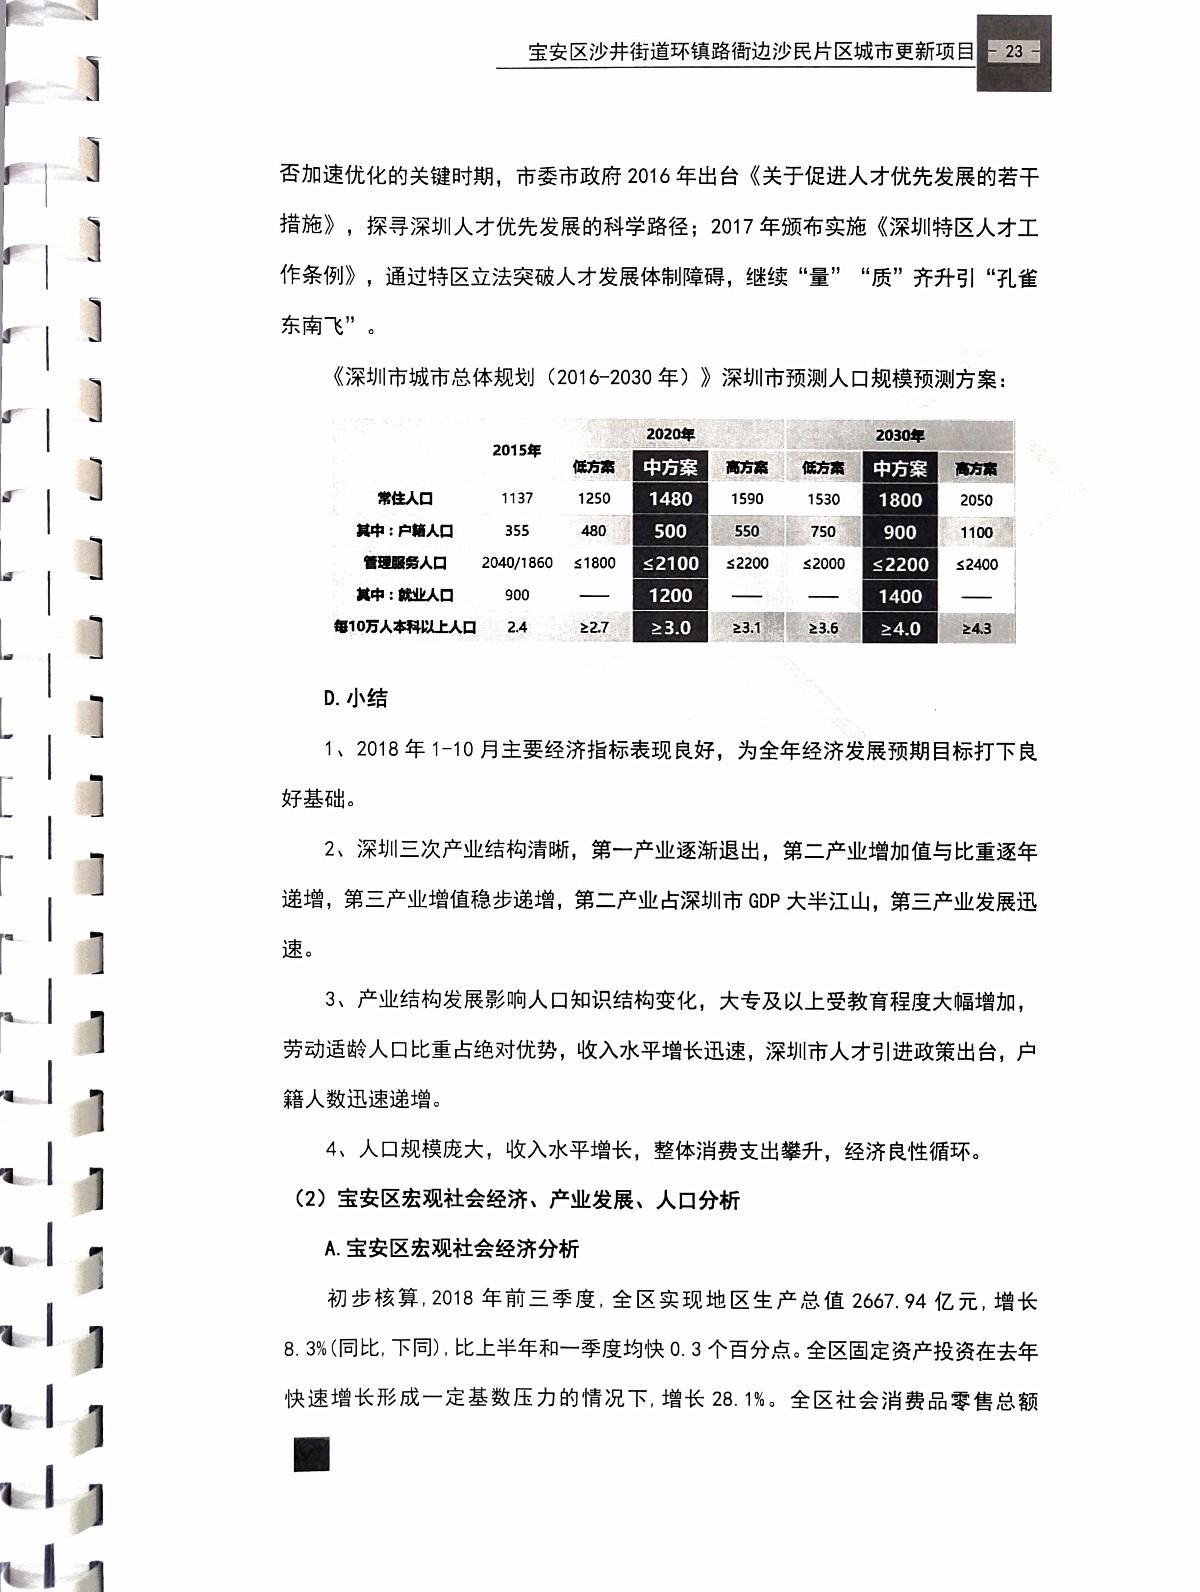 宝安区沙井街道环镇路衙边沙民片区城市更新项目 - 23 -
否加速优化的关键时期，市委市政府 2016 年出台《关于促进人才优先发展的若干
措施》，探寻深圳人才优先发展的科学路径；2017 年颁布实施《深圳特区人才工
作条例》，通过特区立法突破人才发展体制障碍，继续“量”“质”齐升引“孔雀
东南飞”。
《深圳市城市总体规划（2016-2030 年）》深圳市预测人口规模预测方案：
2015年 2020年 2030年
低方案 中方案 高方案 低方案 中方案 高方案
常住人口 1137 1250 1480 1590 1530 1800 2050
其中：户籍人口 355 480 500 550 750 900 1100
管理服务人口 2040/1860 ≤1800 ≤2100 ≤2200 ≤2000 ≤2200 ≤2400
其中：就业人口 900 —— 1200 —— —— 1400 ——
每10万人本科以上人口 2.4 ≥2.7 ≥3.0 ≥3.1 ≥3.6 ≥4.0 ≥4.3
D.小结
1、2018 年 1-10 月主要经济指标表现良好，为全年经济发展预期目标打下良
好基础。
2、深圳三次产业结构清晰，第一产业逐渐退出，第二产业增加值与比重逐年
递增，第三产业增值稳步递增，第二产业占深圳市 GDP 大半江山，第三产业发展迅
速。
3、产业结构发展影响人口知识结构变化，大专及以上受教育程度大幅增加，
劳动适龄人口比重占绝对优势，收入水平增长迅速，深圳市人才引进政策出台，户
籍人数迅速递增。
4、人口规模庞大，收入水平增长，整体消费支出攀升，经济良性循环。
（2）宝安区宏观社会经济、产业发展、人口分析
A.宝安区宏观社会经济分析
初步核算,2018 年前三季度,全区实现地区生产总值 2667.94 亿元,增长
8.3%(同比,下同),比上半年和一季度均快 0.3 个百分点。全区固定资产投资在去年
快速增长形成一定基数压力的情况下,增长 28.1%。全区社会消费品零售总额